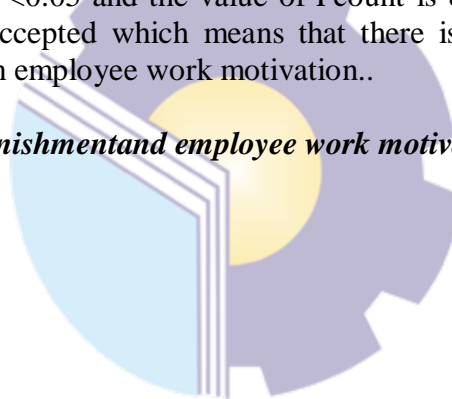 <0.05 and the value of Fcount is
ccepted which means that there is
n employee work motivation..
nishmentand employee work motiv